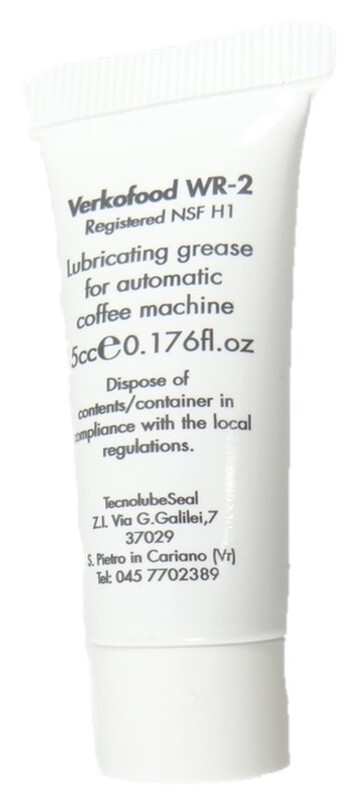 Verkofood WR-2
Registered NSF H1
Lubricating grease
for automatic
coffee machine
5cc℮0.176fl.oz
Dispose of
contents/container in
compliance with the local
regulations.
TecnolubeSeal
Z.I. Via G.Galilei,7
37029
S. Pietro in Cariano (Vr)
Tel: 045 7702389